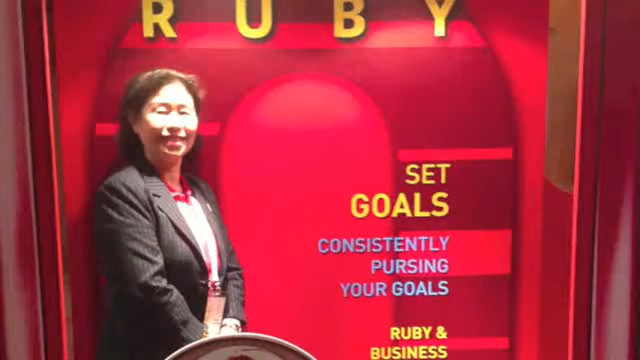 RUBY
SET
GOALS
CONSISTENTLY
PURSING
YOUR GOALS
RUBY &
BUSINESS